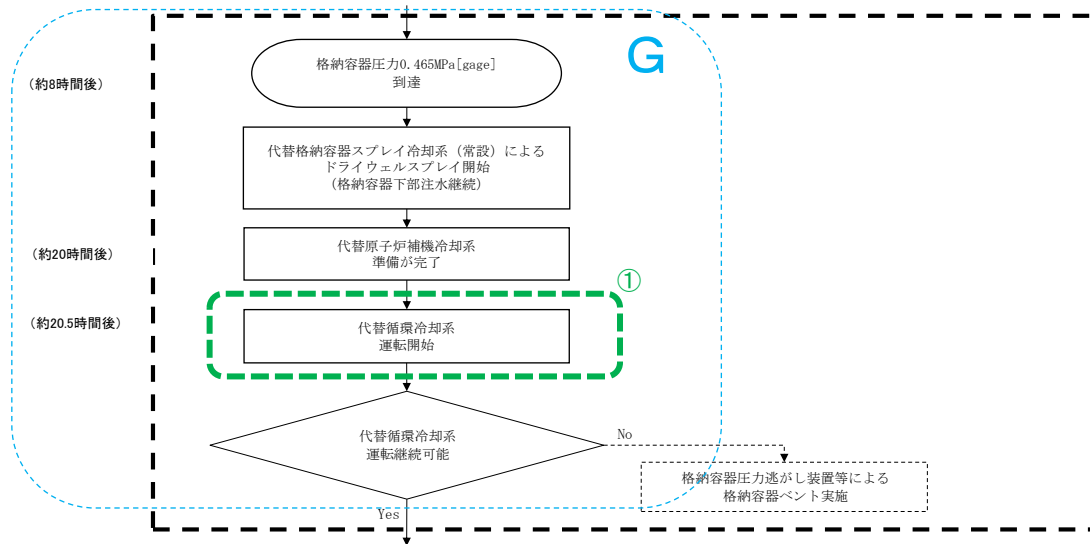 G
格納容器圧力0.465MPa[gage]
到達
(約8時間後)
代替格納容器スプレイ冷却系(常設)による
ドライウェルスプレイ開始
(格納容器下部注水継続)
(約20時間後)
代替原子炉補機冷却系
準備が完了
①
(約20.5時間後)
代替循環冷却系
運転開始
代替循環冷却系
運転継続可能
No
格納容器圧力逃がし装置等による
格納容器ベント実施
Yes